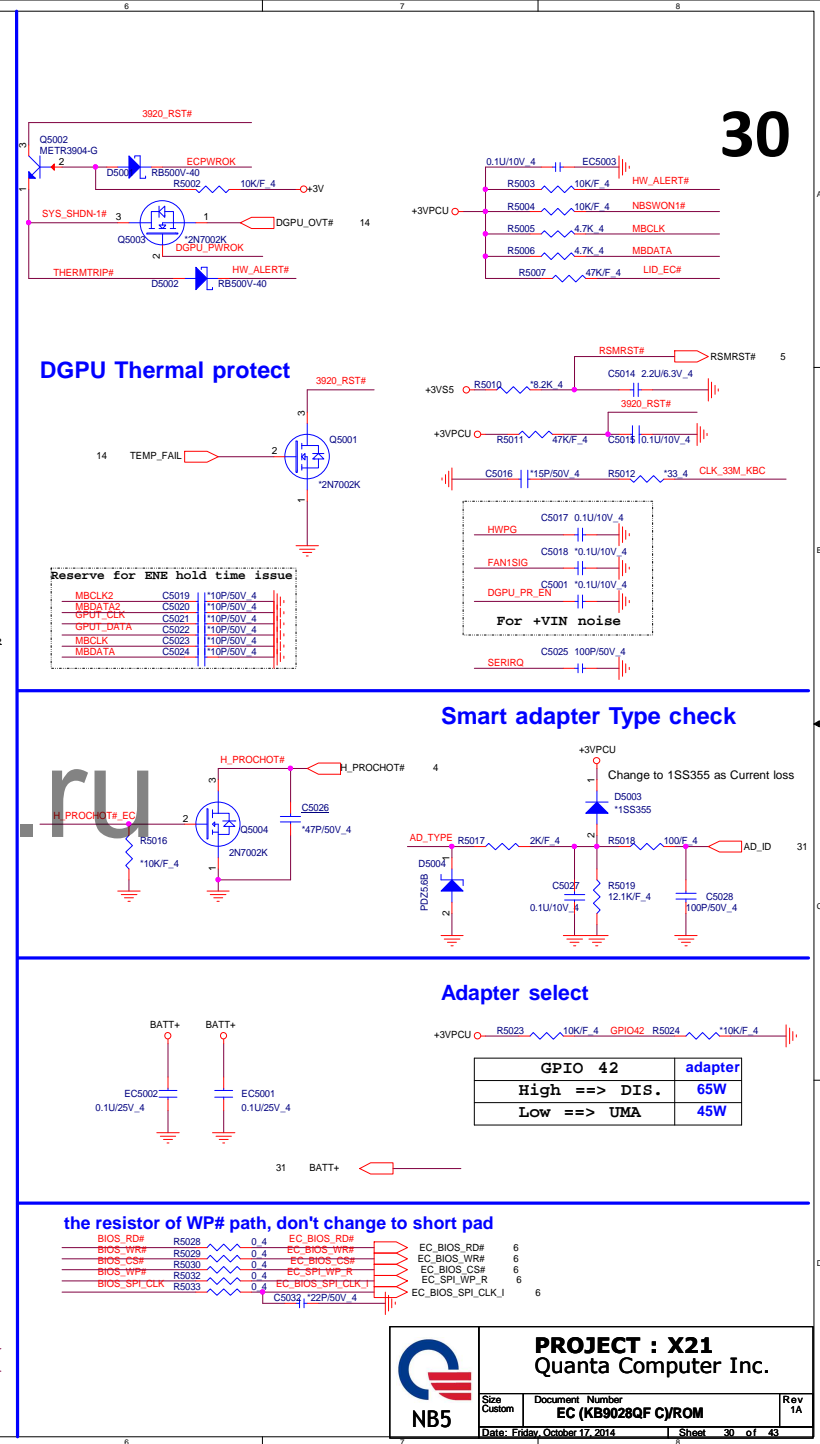 6 7 8
30
3920_RST#
3
Q5002
METR3904-G
2
ECPWROK
RB500V-40
R5002 10K/F_4 +3V
1
SYS_SHDN-1# 3 1 DGPU_OVT# 14
Q5003 *2N7002K
2
DGPU_PWROK
THERMTRIP# HW_ALERT#
D5002 RB500V-40
0.1U/10V_4 EC5003
R5003 10K/F_4 HW_ALERT#
+3VPCU R5004 10K/F_4 NBSWON1#
R5005 4.7K_4 MBCLK
R5006 4.7K_4 MBDATA
R5007 47K/F_4 LID_EC#
DGPU Thermal protect
3920_RST#
3
Q5001
14 TEMP_FAIL 2
*2N7002K
1
RSMRST# RSMRST# 5
C5014 2.2U/6.3V_4
+3VS5 R5010 *8.2K_4
3920_RST#
+3VPCU R5011 47K/F_4 C5015 0.1U/10V_4
C5016 *15P/50V_4 R5012 *33_4 CLK_33M_KBC
C5017 0.1U/10V_4
HWPG
C5018 *0.1U/10V_4
FAN1SIG
C5001 *0.1U/10V_4
DGPU_PR_EN
For +VIN noise
C5025 100P/50V_4
SERIRQ
Reserve for ENE hold time issue
MBCLK2 C5019 *10P/50V_4
MBDATA2 C5020 *10P/50V_4
GPUT_CLK C5021 *10P/50V_4
GPUT_DATA C5022 *10P/50V_4
MBCLK C5023 *10P/50V_4
MBDATA C5024 *10P/50V_4
Smart adapter Type check
.ru
H_PROCHOT# H_PROCHOT# 4
3
C5026
*47P/50V_4
H_PROCHOT#_EC 2
Q5004
2N7002K
1
R5016
*10K/F_4
+3VPCU
1
Change to 1SS355 as Current loss
D5003
*1SS355
2
AD_TYPE R5017 2K/F_4 R5018 100/F_4 AD_ID 31
D5004
1
PDZ5.6B
2
C5027
0.1U/10V_4
R5019
12.1K/F_4
C5028
100P/50V_4
Adapter select
BATT+ BATT+
EC5002
0.1U/25V_4
EC5001
0.1U/25V_4
31 BATT+
+3VPCU R5023 10K/F_4 GPIO42 R5024 *10K/F_4
GPIO 42 adapter
High ==> DIS. 65W
Low ==> UMA 45W
the resistor of WP# path, don't change to short pad
BIOS_RD# R5028 0_4 EC_BIOS_RD# EC_BIOS_RD# 6
BIOS_WR# R5029 0_4 EC_BIOS_WR# EC_BIOS_WR# 6
BIOS_CS# R5030 0_4 EC_BIOS_CS# EC_BIOS_CS# 6
BIOS_WP# R5032 0_4 EC_SPI_WP_R EC_SPI_WP_R 6
BIOS_SPI_CLK R5033 0_4 EC_BIOS_SPI_CLK_I EC_BIOS_SPI_CLK_I 6
C5032 *22P/50V_4
NB5
PROJECT : X21
Quanta Computer Inc.
Size Document Number Rev
Custom EC (KB9028QF C)/ROM 1A
Date: Friday, October 17, 2014 Sheet 30 of 43
6 7 8